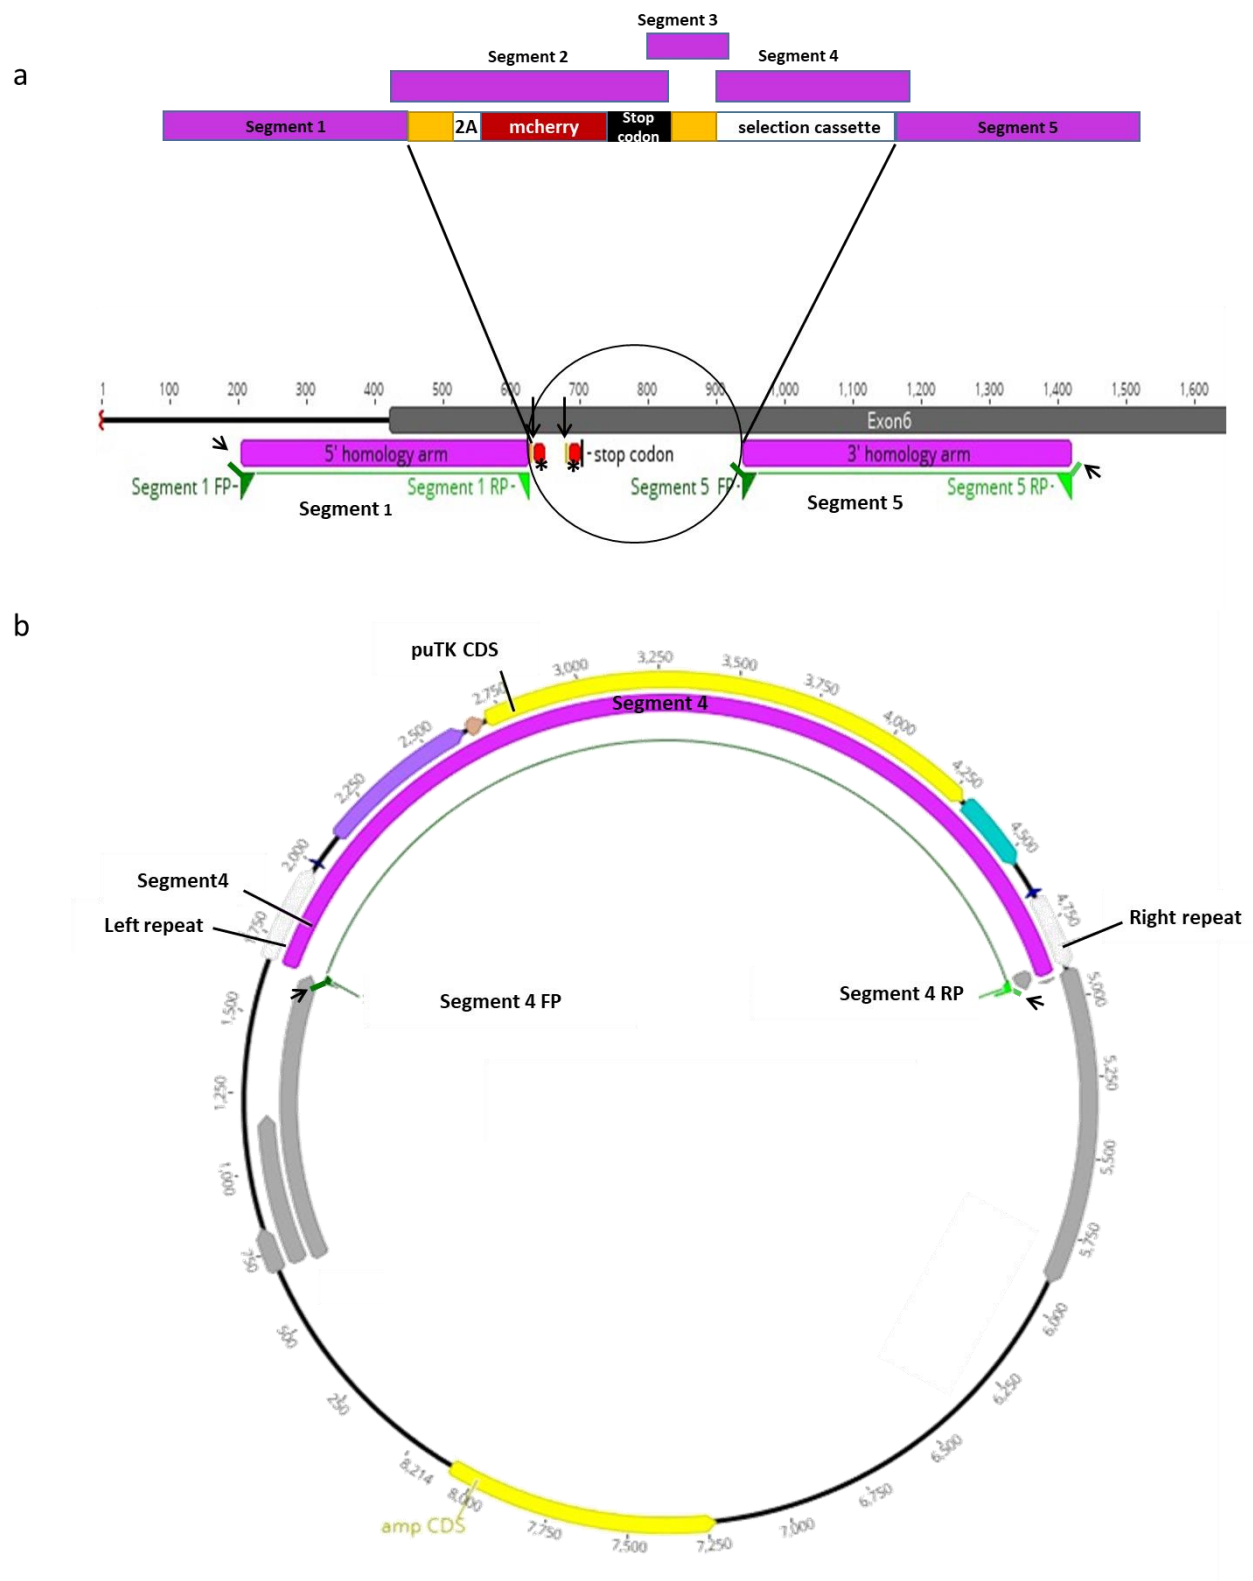 a
Segment 3
Segment 2
Segment 4
Segment 1
2A
mcherry
Stop
codon
selection cassette
Segment 5
1 100 200 300 400 500 600 700 800 900 1,000 1,100 1,200 1,300 1,400 1,500 1,600
Exon6
5' homology arm
* *
-stop codon
3' homology arm
Segment 1 FP-
Segment 1 RP-
Segment 5 FP-
Segment 5 RP-
Segment 1
Segment 5
b
puTK CDS
Segment 4
Segment4
Left repeat
Right repeat
Segment 4 FP
Segment 4 RP
250
500
750
1,000
1,250
1,500
1,750
2,000
2,250
2,500
2,750
3,000
3,250
3,500
3,750
4,000
4,250
4,500
4,750
5,000
5,250
5,500
5,750
6,000
6,250
6,500
6,750
7,000
7,250
7,500
7,750
8,000
8,214
amp CDS